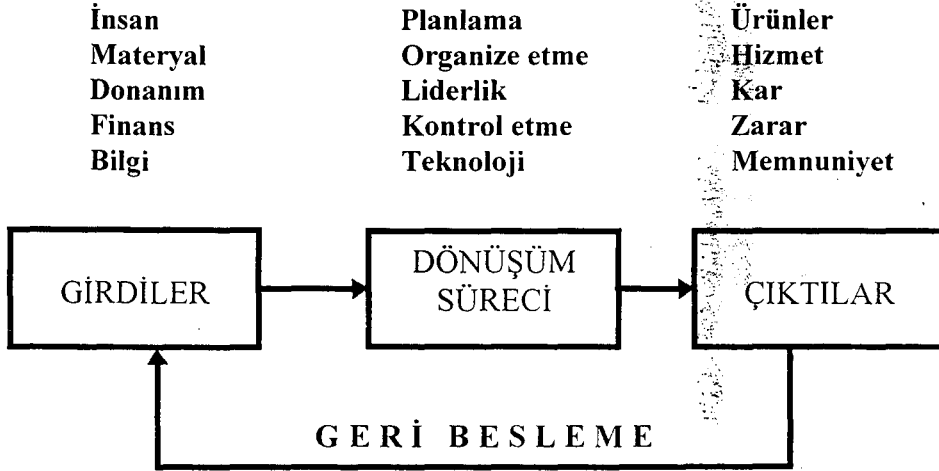 İnsan
Materyal
Donanım
Finans
Bilgi
Planlama
Organize etme
Liderlik
Kontrol etme
Teknoloji
Ürünler
Hizmet
Kar
Zarar
Memnuniyet
GİRDİLER
DÖNÜŞÜM
SÜRECİ
ÇIKTILAR
GERİ BESLEME